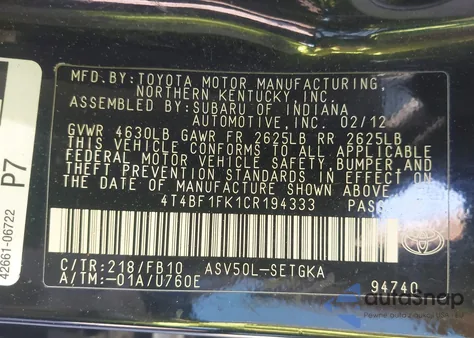 MFD.BY:TOYOTA MOTOR MANUFACTURING,
NORTHERN KENTUCKY INC.
ASSEMBLED BY:SUBARU OF INDIANA
AUTOMOTIVE,INC. 02/12
GVWR 4630LB GAWR FR 2625LB RR 2625LB
THIS VEHICLE CONFORMS TO ALL APPLICABLE
FEDERAL MOTOR VEHICLE SAFETY,BUMPER,AND
THEFT PREVENTION STANDARDS IN EFFECT ON
THE DATE OF MANUFACTURE SHOWN ABOVE.
4T4BF1FK1CR194333 PASS
C/TR:218/FB10 ASV50L-SETGKA
A/TM:-01A/U760E 94740
P7
42661-06722
autoSnap